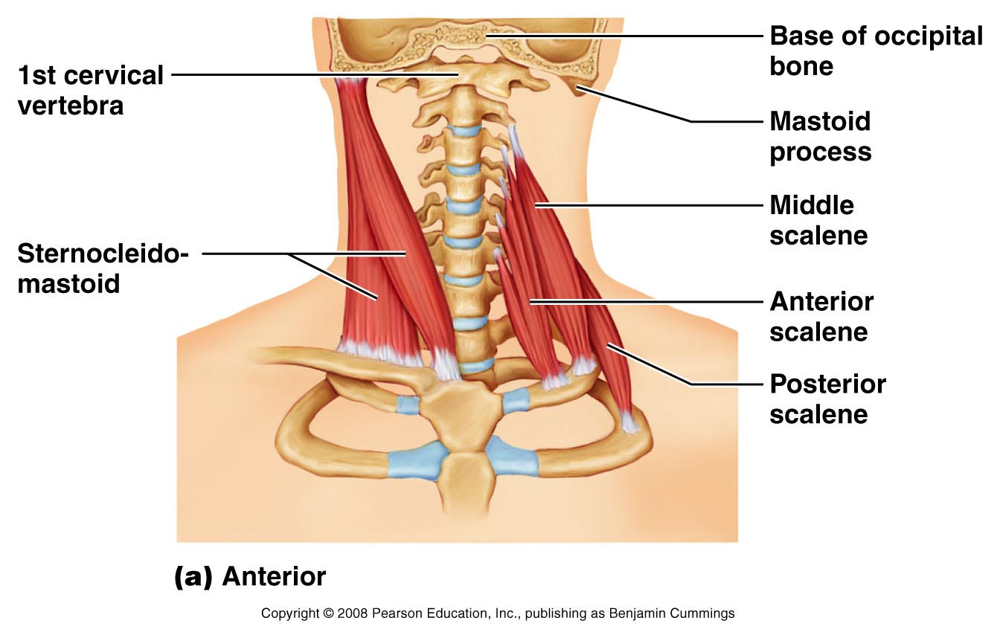 Base of occipital
bone
1st cervical
vertebra
Mastoid
process
Middle
scalene
Sternocleido-
mastoid
Anterior
scalene
Posterior
scalene
(a) Anterior
Copyright © 2008 Pearson Education, Inc., publishing as Benjamin Cummings